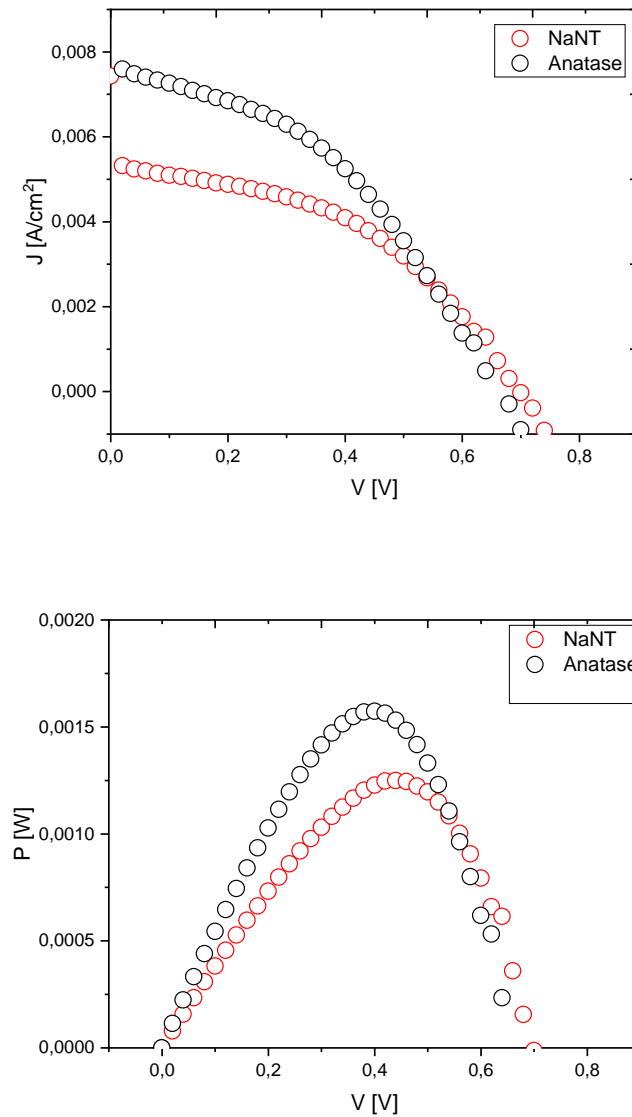 NaNT
Anatase
0,008
0,006
0,004
0,002
0,000
J [A/cm²]
0,0 0,2 0,4 0,6 0,8
V [V]
NaNT
Anatase
0,0020
0,0015
0,0010
0,0005
0,0000
P [W]
0,0 0,2 0,4 0,6 0,8
V [V]